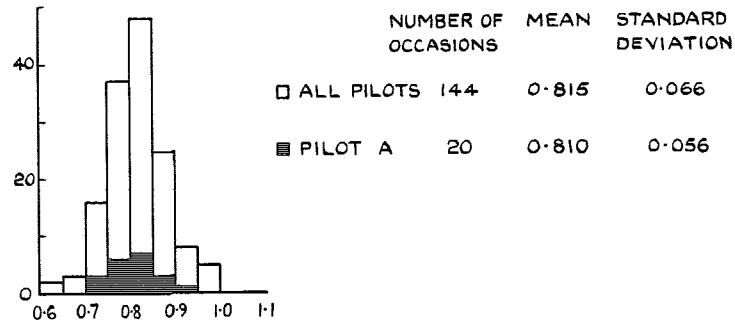 NUMBER OF MEAN STANDARD
OCCASIONS DEVIATION
40
ALL PILOTS 144 0·815 0·066
PILOT A 20 0·810 0·056
20
0
0·6 0·7 0·8 0·9 1·0 1·1